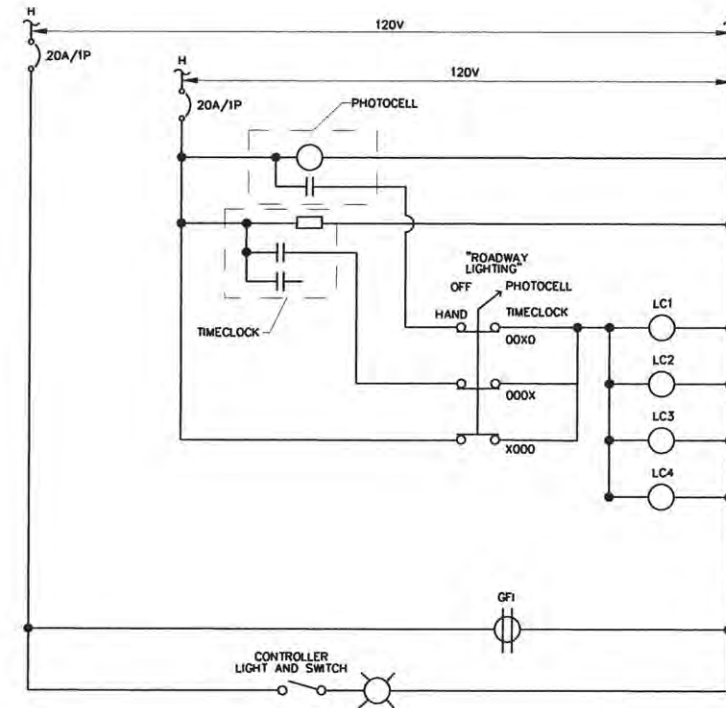 H
120V
20A/1P
H
120V
20A/1P
PHOTOCELL
"ROADWAY
LIGHTING"
OFF
PHOTOCELL
HAND
TIMECLOCK
LC1
TIMECLOCK
00X0
LC2
000X
LC3
X000
LC4
GFI
CONTROLLER
LIGHT AND SWITCH